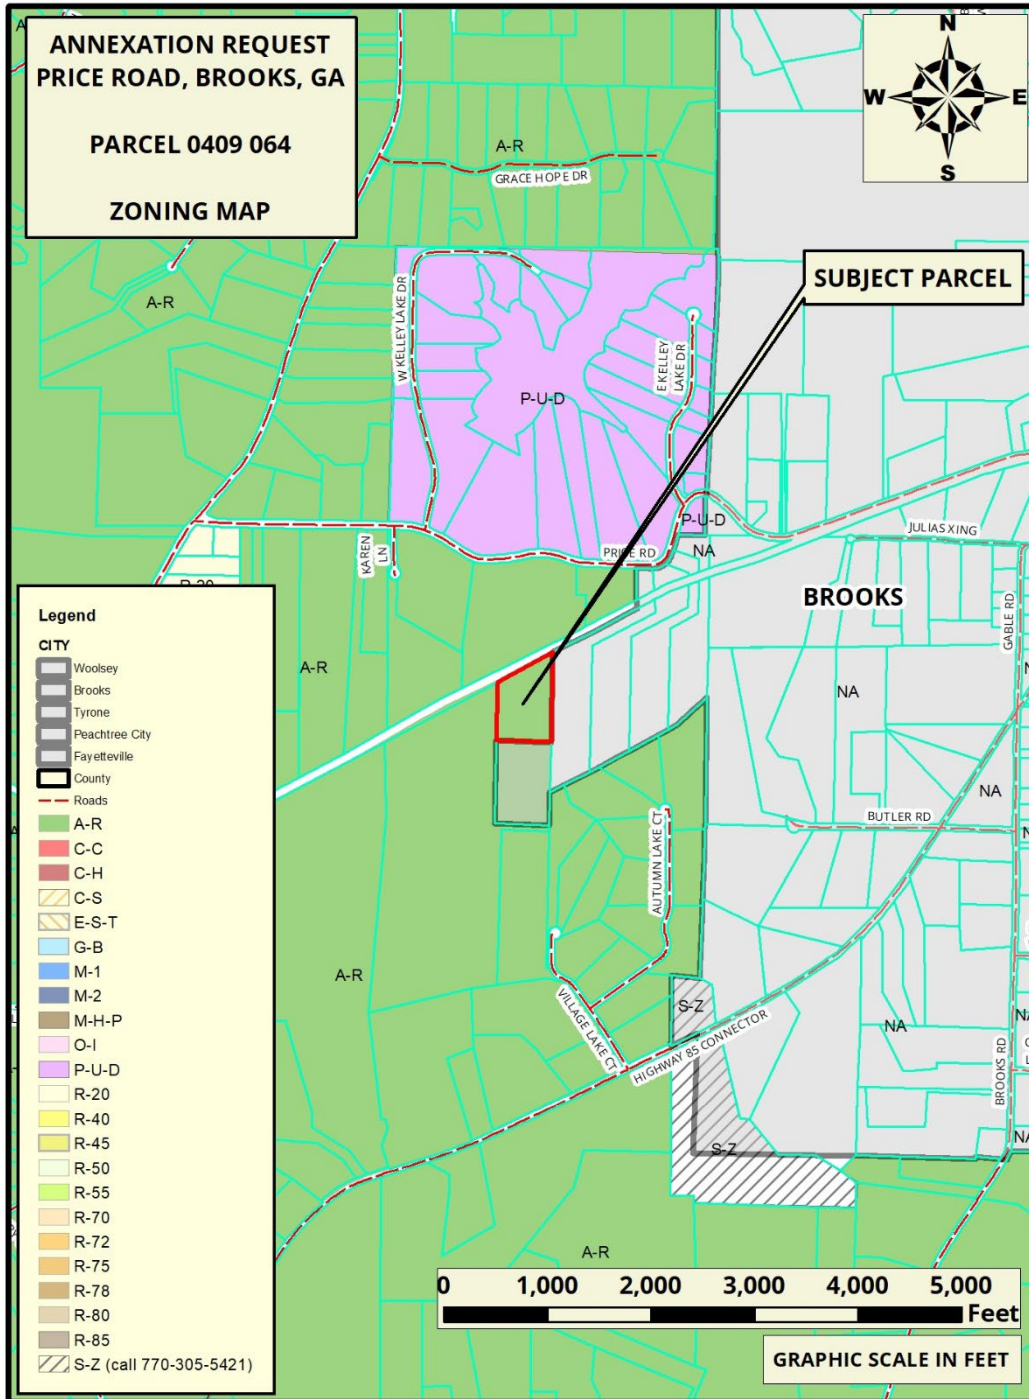 ANNEXATION REQUEST
PRICE ROAD, BROOKS, GA
PARCEL 0409 064
ZONING MAP
N
W
E
S
A-R
GRACE HOPE DR
SUBJECT PARCEL
A-R
W KELLEY LAKE DR
E KELLEY
LAKE DR
P-U-D
P-U-D
NA
PRICE RD
KAREN
LN
JULIAS XING
BROOKS
GABLE RD
A-R
NA
NA
BUTLER RD
AUTUMN LAKE CT
A-R
VILLAGE LAKE CT
S-Z
HIGHWAY 85 CONNECTOR
NA
BROOKS RD
S-Z
NA
A-R
Legend
CITY
Woolsey
Brooks
Tyrone
Peachtree City
Fayetteville
County
Roads
A-R
C-C
C-H
C-S
E-S-T
G-B
M-1
M-2
M-H-P
O-I
P-U-D
R-20
R-40
R-45
R-50
R-55
R-70
R-72
R-75
R-78
R-80
R-85
S-Z (call 770-305-5421)
0 1,000 2,000 3,000 4,000 5,000
Feet
GRAPHIC SCALE IN FEET